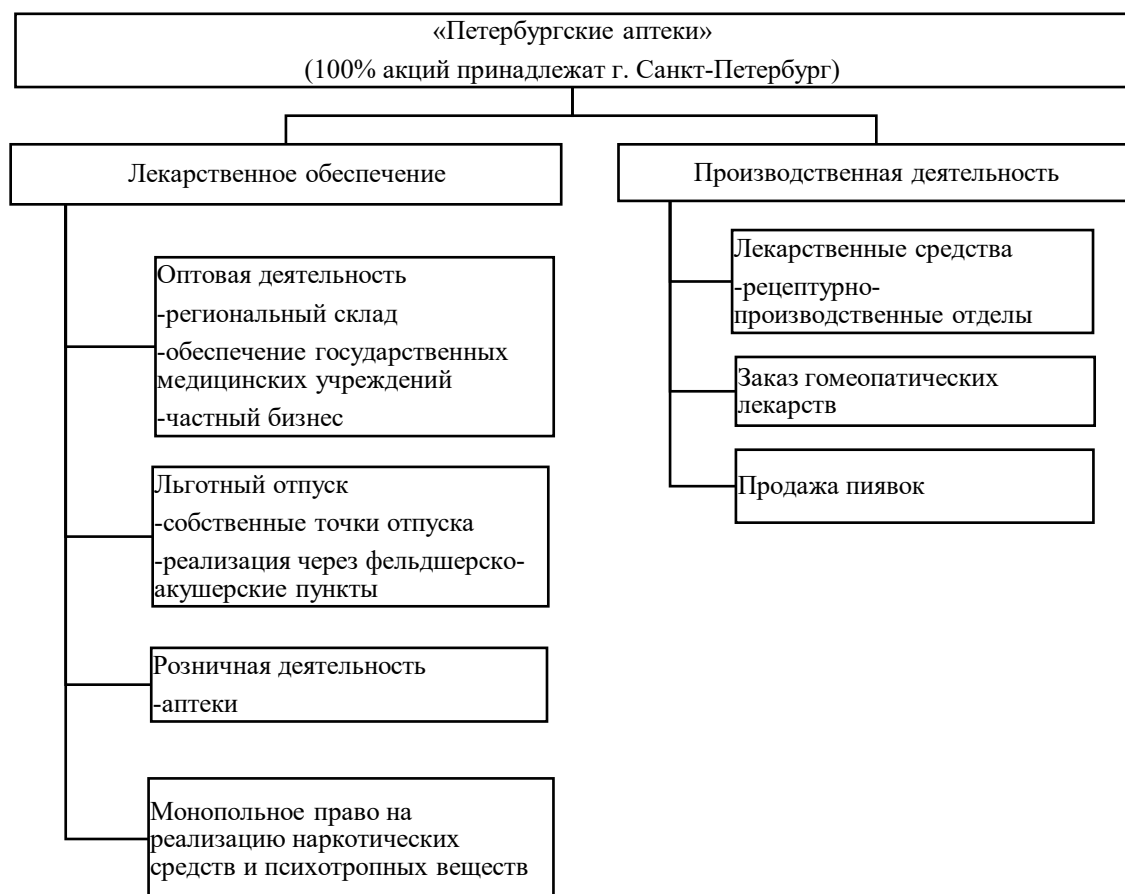 «Петербургские аптеки»
(100% акций принадлежат г. Санкт-Петербург)
Лекарственное обеспечение
Оптовая деятельность
-региональный склад
-обеспечение государственных
медицинских учреждений
-частный бизнес
Льготный отпуск
-собственные точки отпуска
-реализация через фельдшерско-
акушерские пункты
Розничная деятельность
-аптеки
Монопольное право на
реализацию наркотических
средств и психотропных веществ
Производственная деятельность
Лекарственные средства
-рецептурно-
производственные отделы
Заказ гомеопатических
лекарств
Продажа пиявок